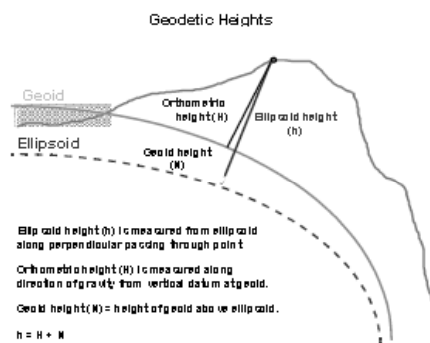 Geodetic Heights
Geoid
Orthometric
height (H)
Ellipsoid height
(h)
Ellipsoid
Geoid height
(N)
Ellipsoid height (h) is measured from ellipsoid
along perpendicular passing through point
Orthometric height (H) is measured along
direction of gravity from vertical datum at geoid.
Geoid height (N) = height of geoid above ellipsoid.
h = H + N